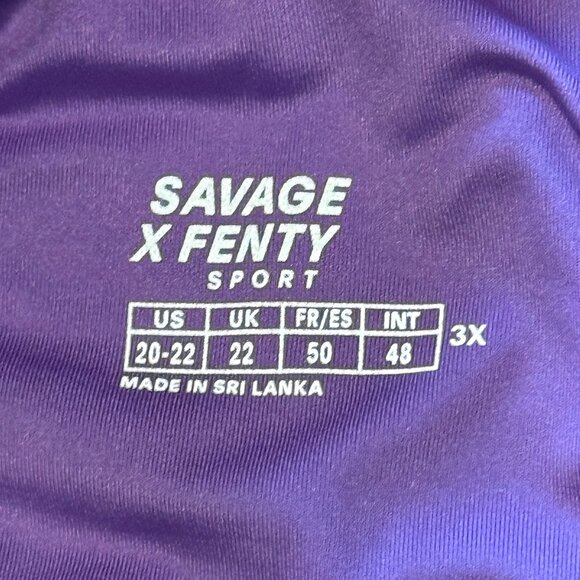 SAVAGE
X FENTY
SPORT
US UK FR/ES INT
20-22 22 50 48 3X
MADE IN SRI LANKA